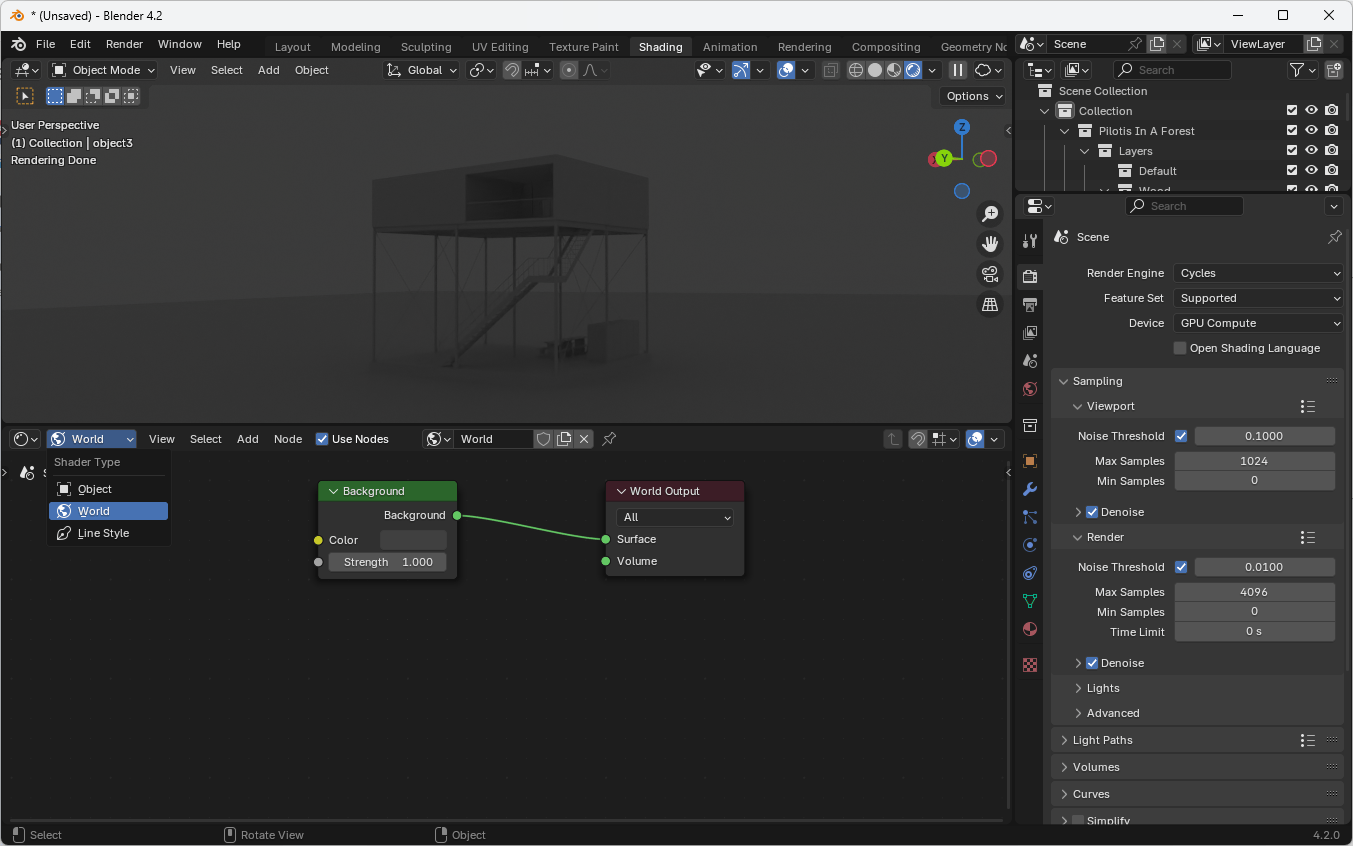 * (Unsaved) - Blender 4.2
File Edit Render Window Help Layout Modeling Sculpting UV Editing Texture Paint Shading Animation Rendering Compositing Geometry No Scene ViewLayer
Object Mode View Select Add Object Global
Search
Options
Scene Collection
Collection
Pilotis In A Forest
Layers
Default
Wood
User Perspective
(1) Collection | object3
Rendering Done
Z
Y
Search
Scene
Render Engine Cycles
Feature Set Supported
Device GPU Compute
Open Shading Language
Sampling
Viewport
Noise Threshold 0.1000
Max Samples 1024
Min Samples 0
Denoise
Render
Noise Threshold 0.0100
Max Samples 4096
Min Samples 0
Time Limit 0 s
Denoise
Lights
Advanced
Light Paths
Volumes
Curves
Simplify
World View Select Add Node Use Nodes World
Shader Type
Object
World
Line Style
Background
Background
Color
Strength 1.000
World Output
All
Surface
Volume
Select Rotate View Object 4.2.0